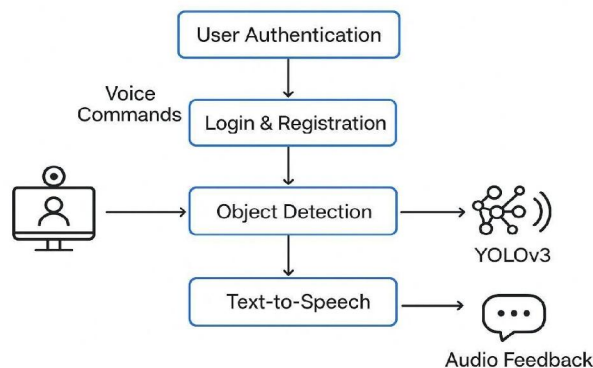 User Authentication
Voice
Commands
Login & Registration
Object Detection
YOLOv3
Text-to-Speech
Audio Feedback